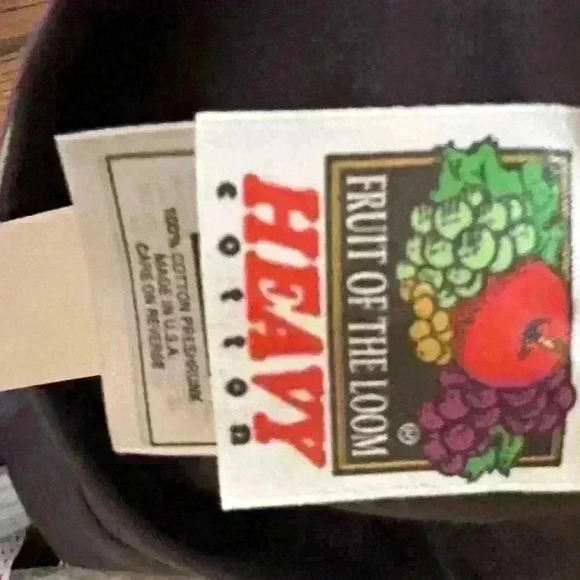 FRUIT OF THE LOOM ®
HEAVY
cotton
100% COTTON PRESHRUNK
MADE IN U.S.A.
CARE ON REVERSE